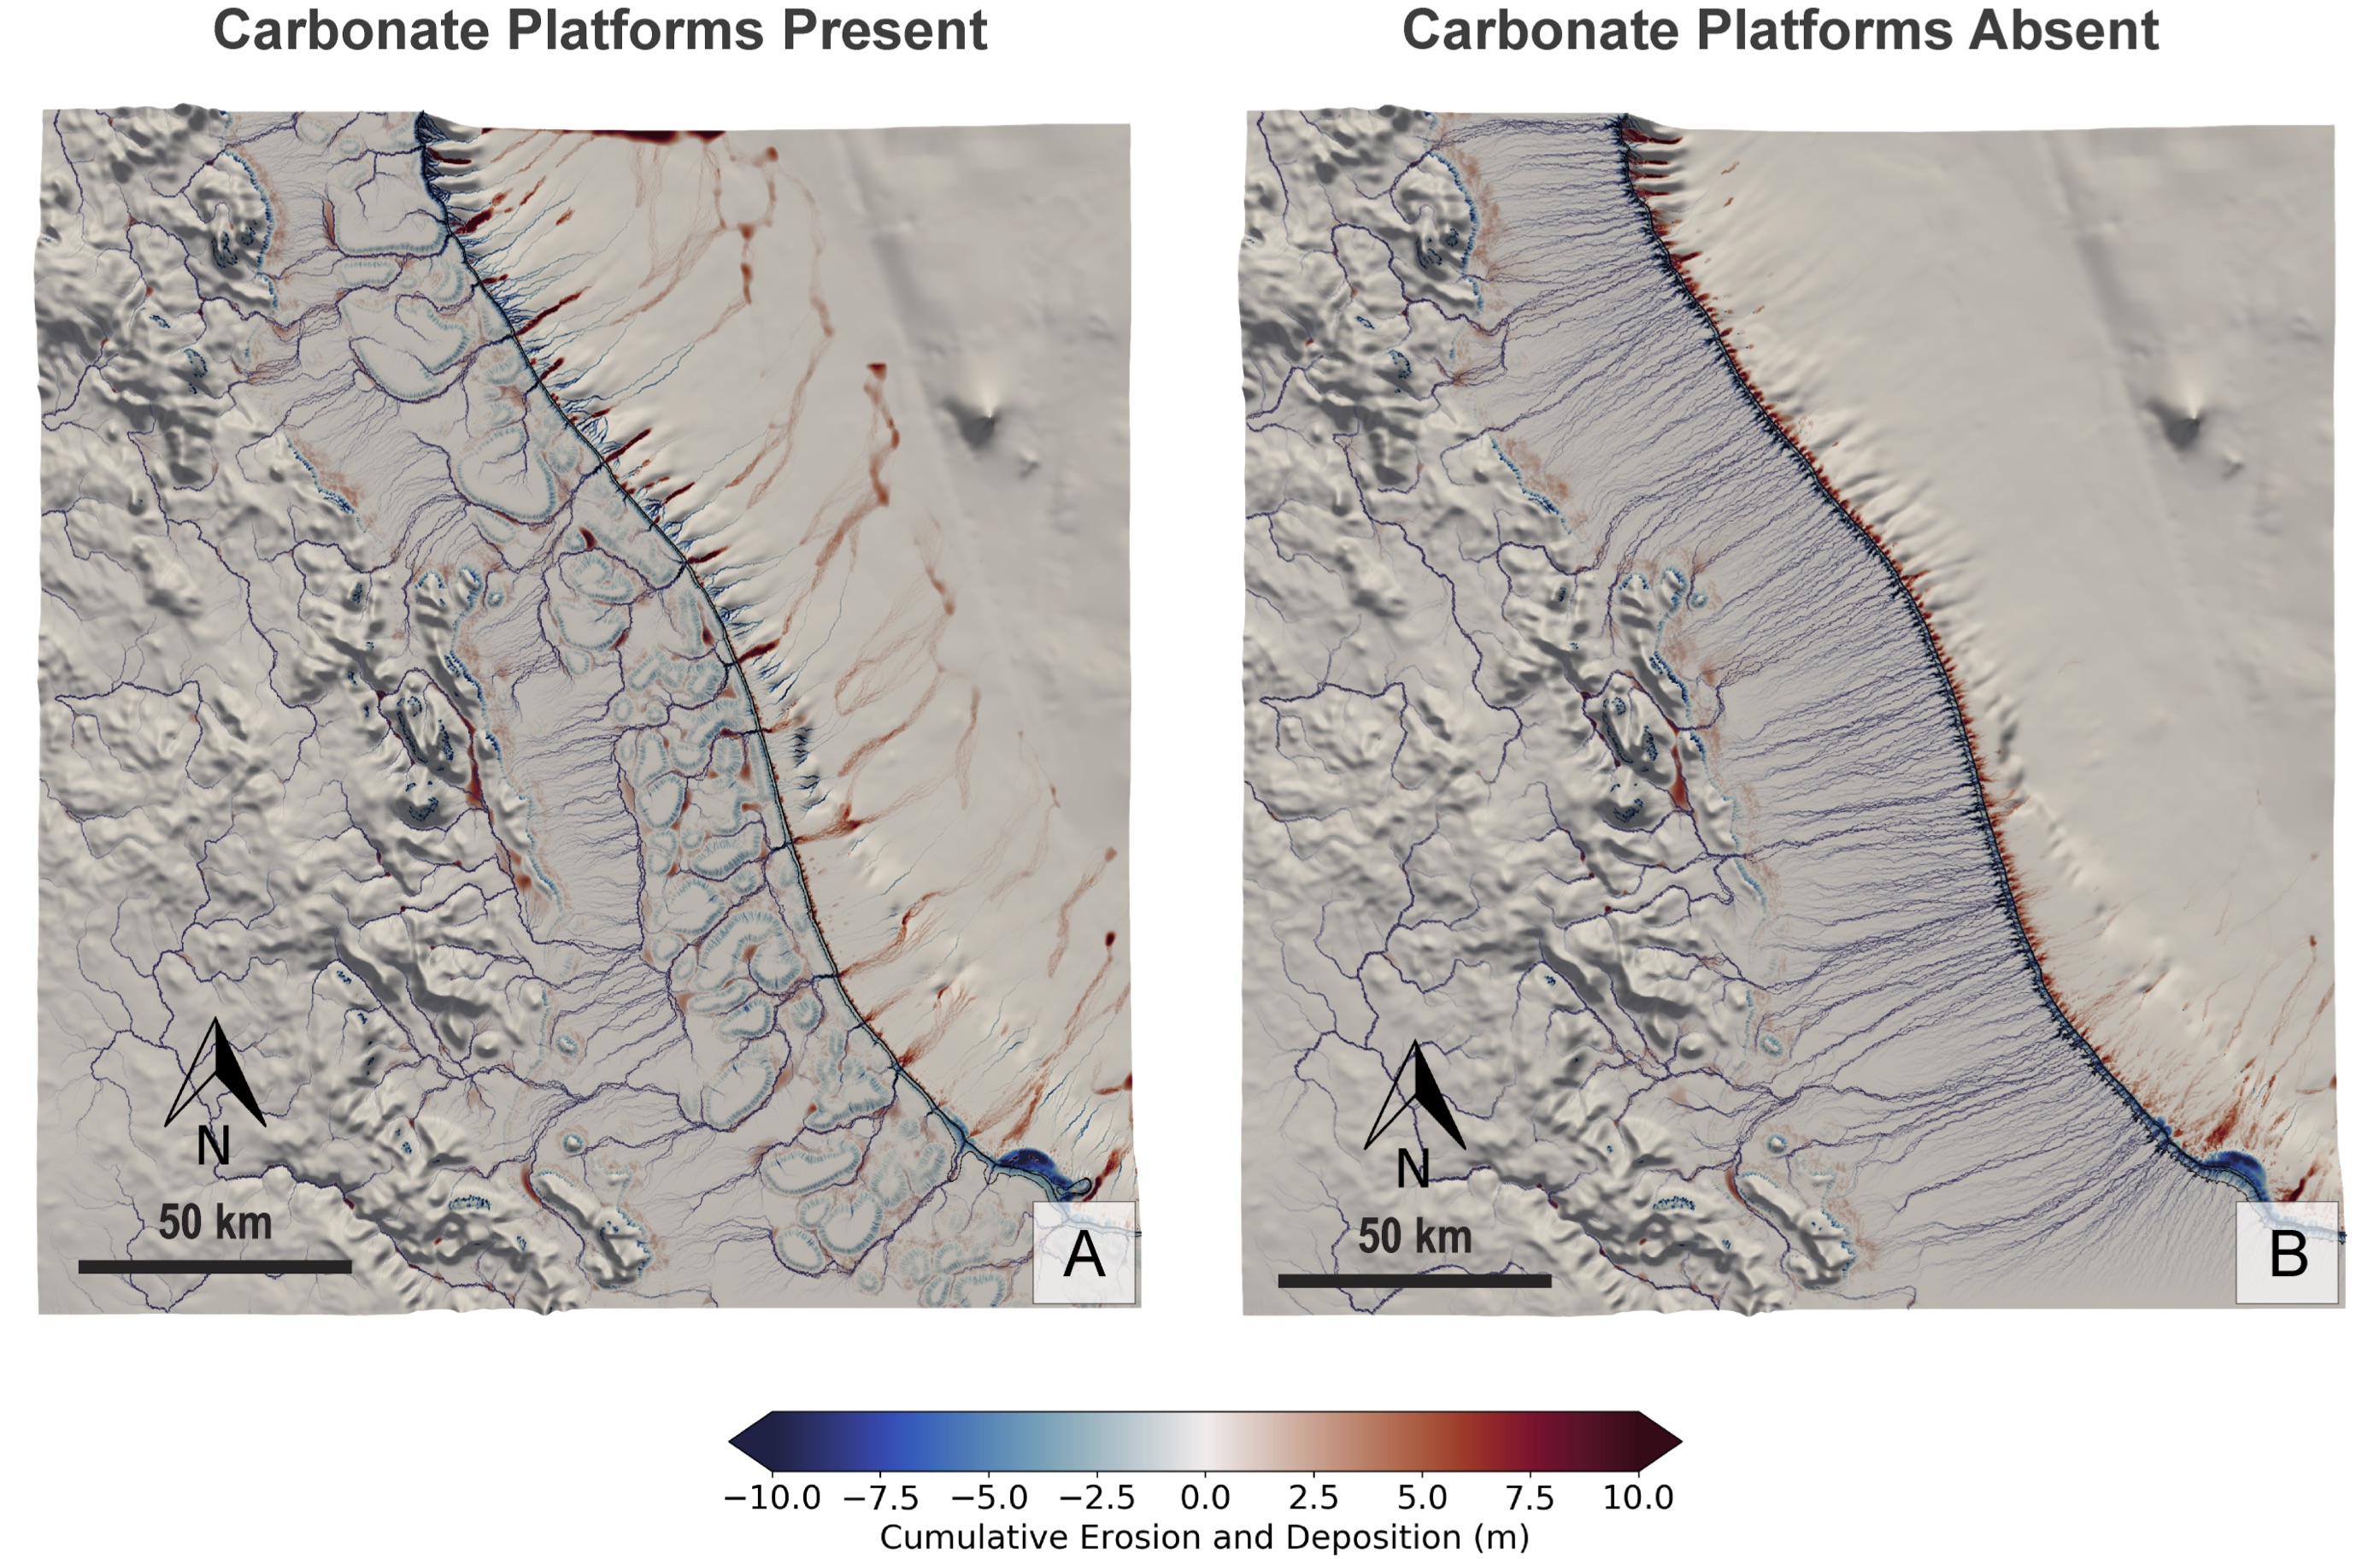 Carbonate Platforms Present
Carbonate Platforms Absent
N
50 km
A
N
50 km
B
−10.0 −7.5 −5.0 −2.5 0.0 2.5 5.0 7.5 10.0
Cumulative Erosion and Deposition (m)